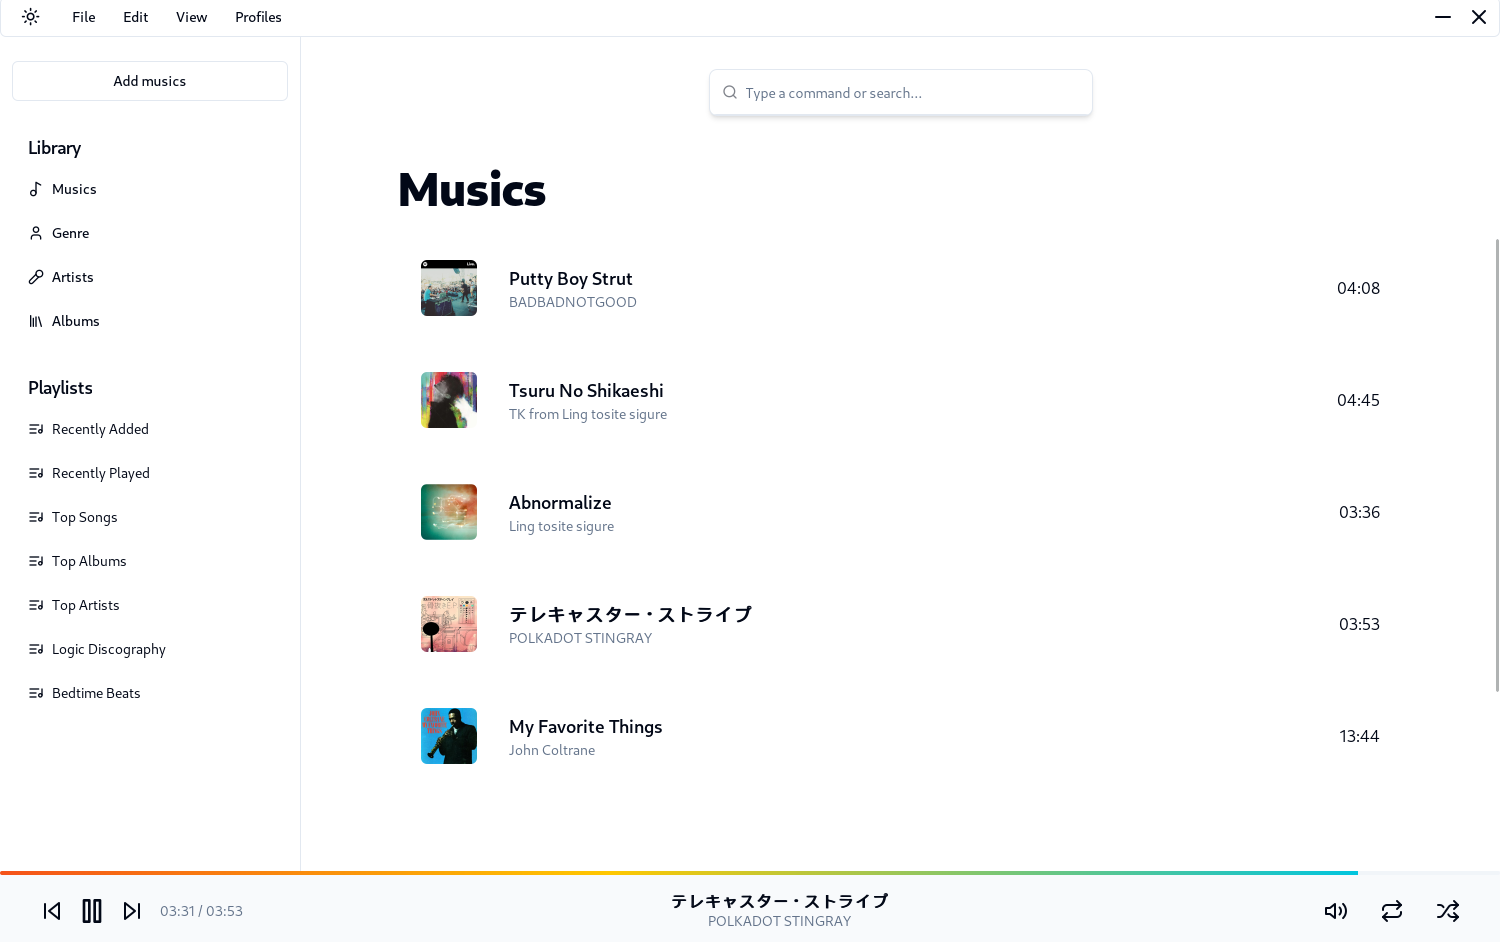 File Edit View Profiles
Add musics
Type a command or search...
Library
Musics
Genre
Artists
Albums
Playlists
Recently Added
Recently Played
Top Songs
Top Albums
Top Artists
Logic Discography
Bedtime Beats
Musics
Putty Boy Strut
BADBADNOTGOOD
04:08
Tsuru No Shikaeshi
TK from Ling tosite sigure
04:45
Abnormalize
Ling tosite sigure
03:36
テレキャスター・ストライプ
POLKADOT STINGRAY
03:53
My Favorite Things
John Coltrane
13:44
03:31 / 03:53
テレキャスター・ストライプ
POLKADOT STINGRAY